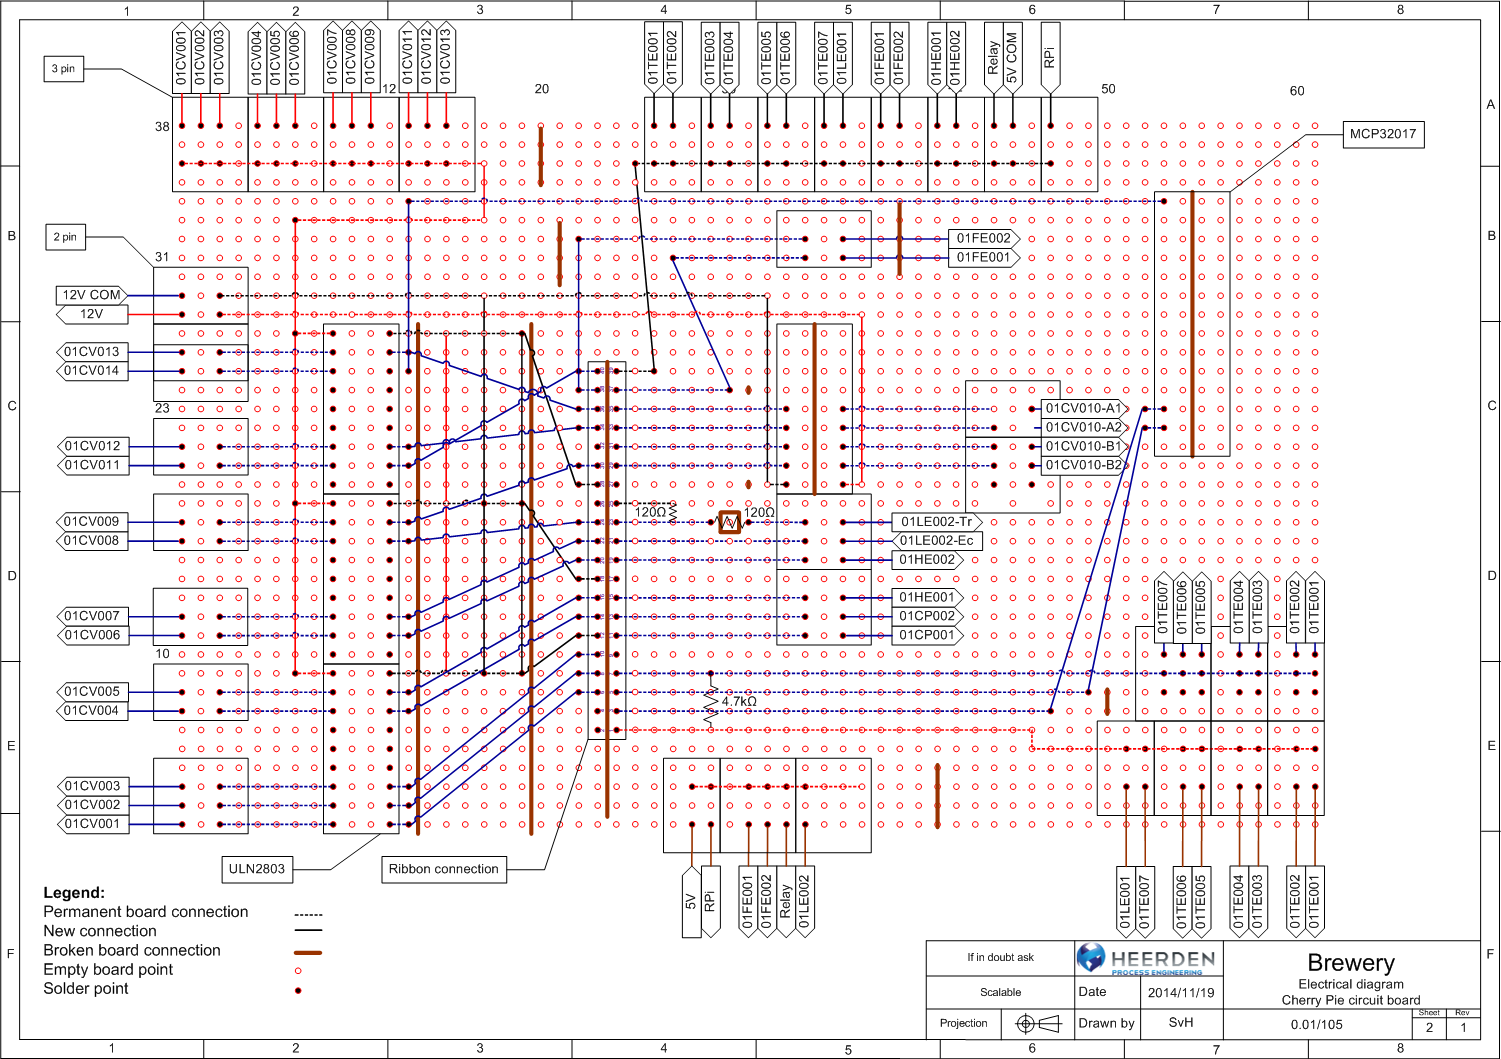 1 2 3 4 5 6 7 8
01CV001 01CV002 01CV003 01CV004 01CV005 01CV006 01CV007 01CV008 01CV009 01CV011 01CV012 01CV013
01TE001 01TE002 01TE003 01TE004 01TE005 01TE006 01TE007 01LE001 01FE001 01FE002 01HE001 01HE002 Relay 5V COM RPi
3 pin
12 20 50 60
A A
38
MCP32017
B B
2 pin
31
01FE002
01FE001
12V COM
12V
01CV013
01CV014
C C
23
01CV010-A1
01CV010-A2
01CV012
01CV010-B1
01CV011
01CV010-B2
120Ω 120Ω
01CV009
01LE002-Tr
01CV008
01LE002-Ec
01HE002
D D
01TE007 01TE006 01TE005 01TE004 01TE003 01TE002 01TE001
01HE001
01CV007
01CP002
01CV006
01CP001
10
01CV005
01CV004
4.7kΩ
E E
01CV003
01CV002
01CV001
ULN2803
Ribbon connection
5V RPi 01FE001 01FE002 Relay 01LE002
01LE001 01TE007 01TE006 01TE005 01TE004 01TE003 01TE002 01TE001
Legend:
Permanent board connection
New connection
Broken board connection
Empty board point
Solder point
F F
If in doubt ask
HEERDEN
PROCESS ENGINEERING
Brewery
Electrical diagram
Cherry Pie circuit board
Scalable
Date
2014/11/19
Projection
Drawn by
SvH
0.01/105
Sheet Rev
2 1
1 2 3 4 5 6 7 8